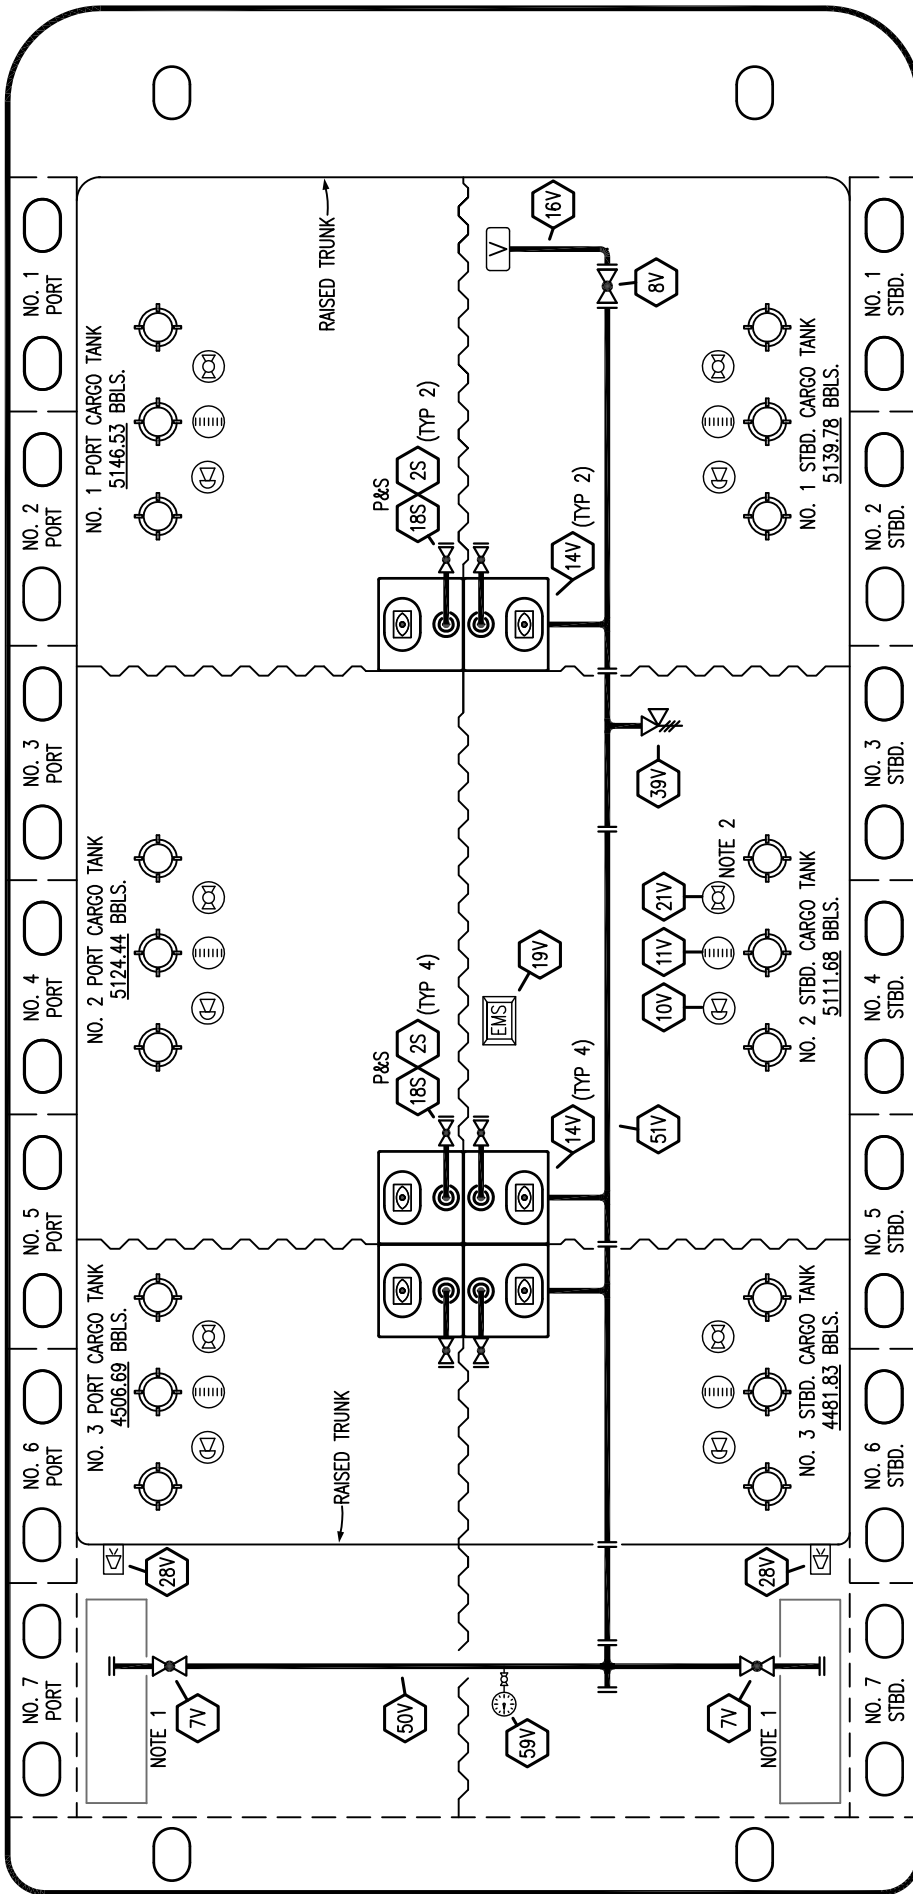 NO. 1
PORT
NO. 2
PORT
NO. 3
PORT
NO. 4
PORT
NO. 5
PORT
NO. 6
PORT
NO. 7
PORT
NO. 1 PORT CARGO TANK
5146.53 BBLS.
NO. 2 PORT CARGO TANK
5124.44 BBLS.
NO. 3 PORT CARGO TANK
4506.69 BBLS.
RAISED TRUNK
RAISED TRUNK
28V
NOTE 1
7V
P&S
18S
2S
(TYP 2)
P&S
18S
2S
(TYP 4)
50V
59V
V
16V
8V
14V
(TYP 2)
39V
EMS
19V
14V
(TYP 4)
51V
21V
NOTE 2
11V
10V
NO. 1 STBD. CARGO TANK
5139.78 BBLS.
NO. 2 STBD. CARGO TANK
5111.68 BBLS.
NO. 3 STBD. CARGO TANK
4481.83 BBLS.
28V
7V
NOTE 1
NO. 1
STBD.
NO. 2
STBD.
NO. 3
STBD.
NO. 4
STBD.
NO. 5
STBD.
NO. 6
STBD.
NO. 7
STBD.